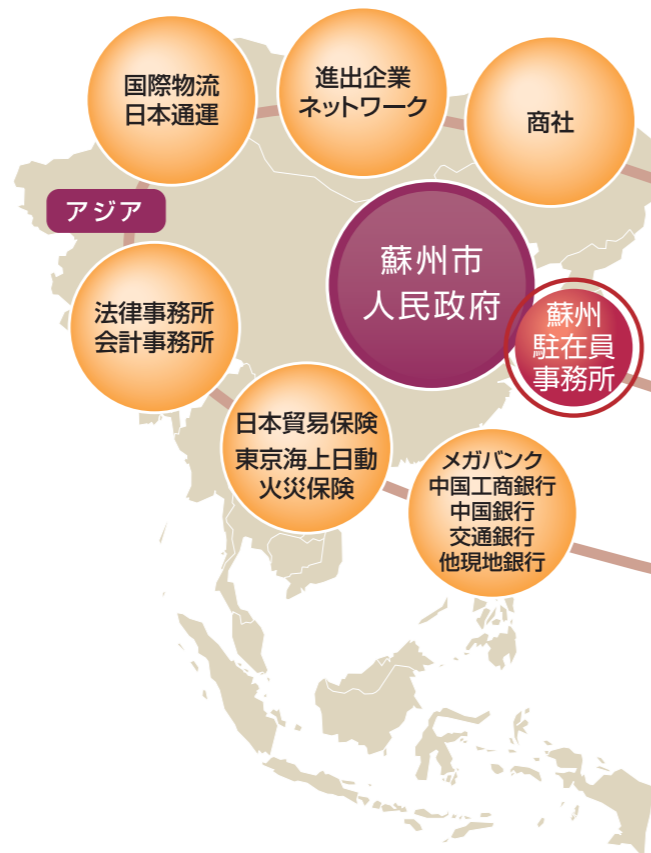 国際物流
日本通運
進出企業
ネットワーク
商社
アジア
蘇州市
人民政府
蘇州
駐在員
事務所
法律事務所
会計事務所
日本貿易保険
東京海上日動
火災保険
メガバンク
中国工商銀行
中国銀行
交通銀行
他現地銀行